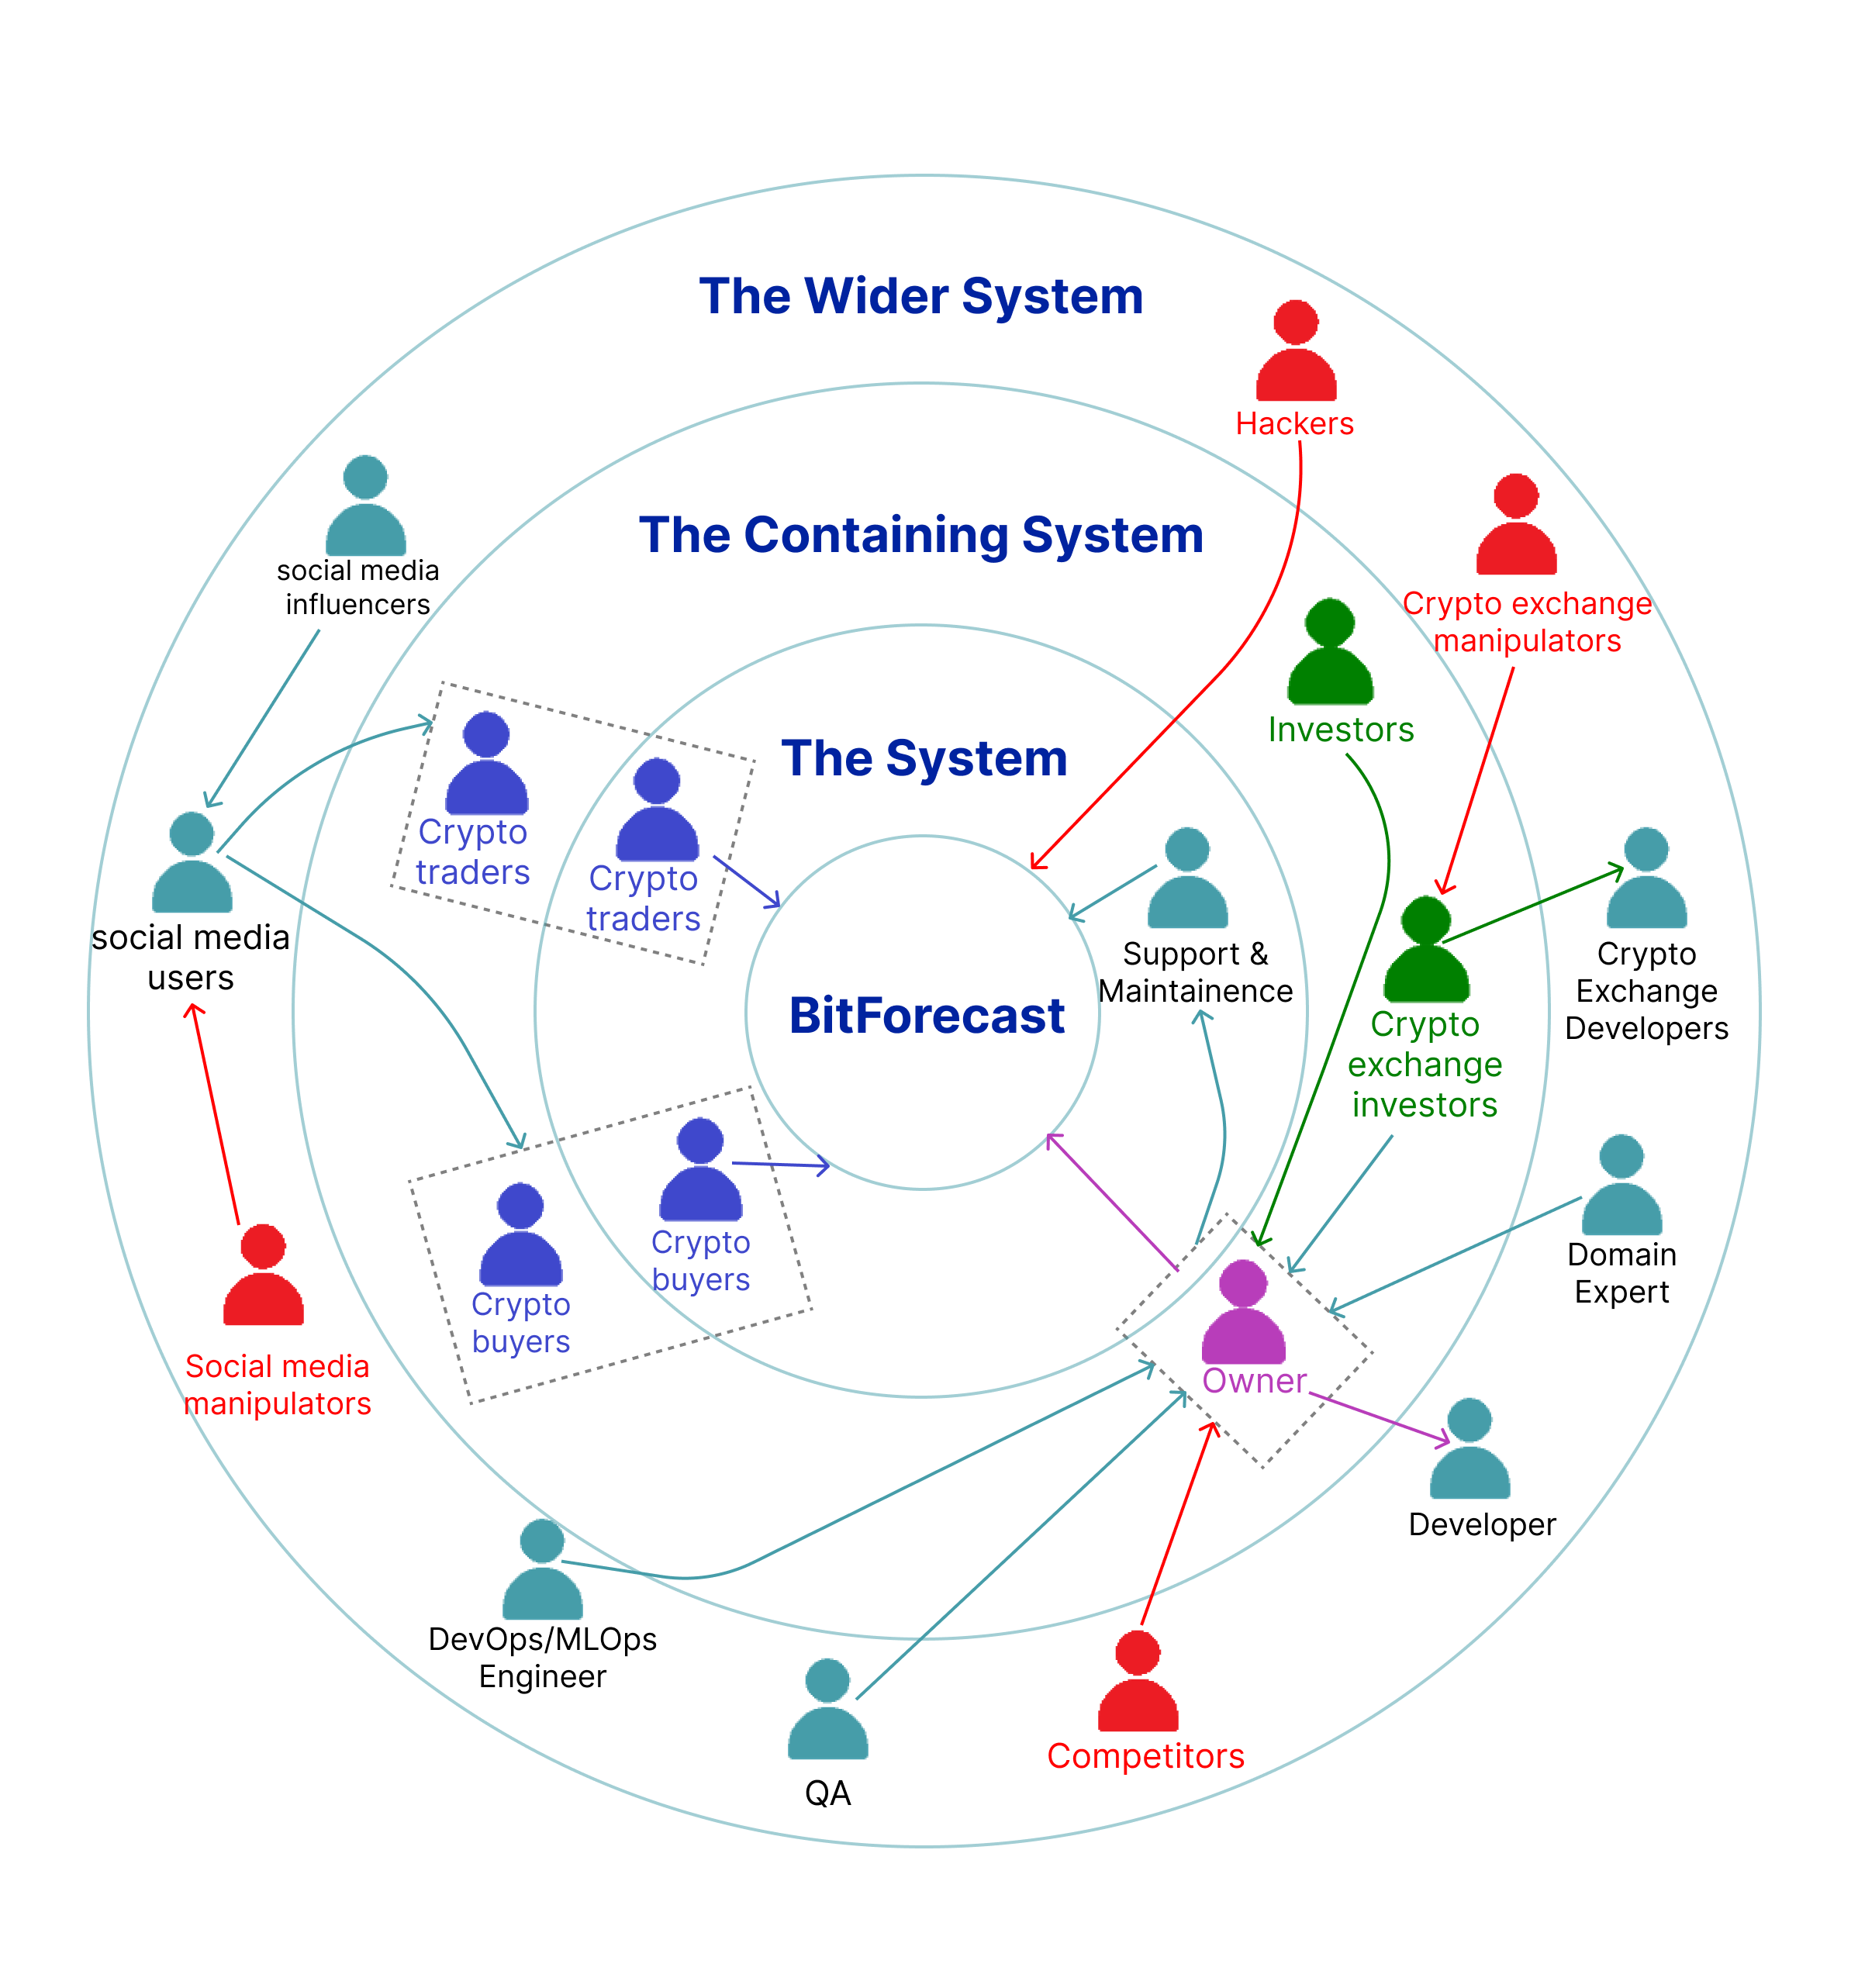 The Wider System
Hackers
The Containing System
social media
influencers
Crypto exchange
manipulators
Investors
The System
Crypto
traders
Crypto
traders
social media
users
Support &
Maintainence
Crypto
Exchange
Developers
BitForecast
Crypto
exchange
investors
Crypto
buyers
Crypto
buyers
Domain
Expert
Social media
manipulators
Owner
Developer
DevOps/MLOps
Engineer
Competitors
QA